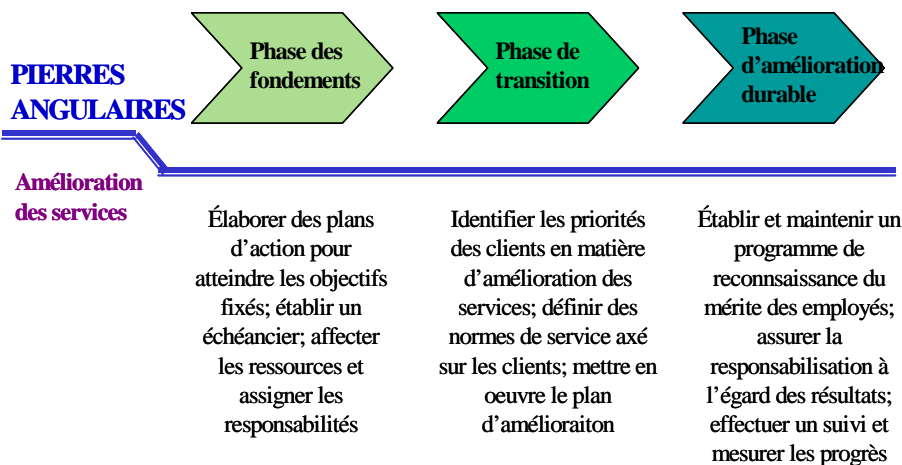 PIERRES
ANGULAIRES
Phase des
fondements
Phase de
transition
Phase
d'amélioration
durable
Amélioration
des services
Élaborer des plans
d'action pour
atteindre les objectifs
fixés; établir un
échéancier; affecter
les ressources et
assigner les
responsabilités
Identifier les priorités
des clients en matière
d'amélioration des
services; définir des
normes de service axé
sur les clients; mettre en
oeuvre le plan
d'amélioraiton
Établir et maintenir un
programme de
reconnsaissance du
mérite des employés;
assurer la
responsabilisation à
l'égard des résultats;
effectuer un suivi et
mesurer les progrès